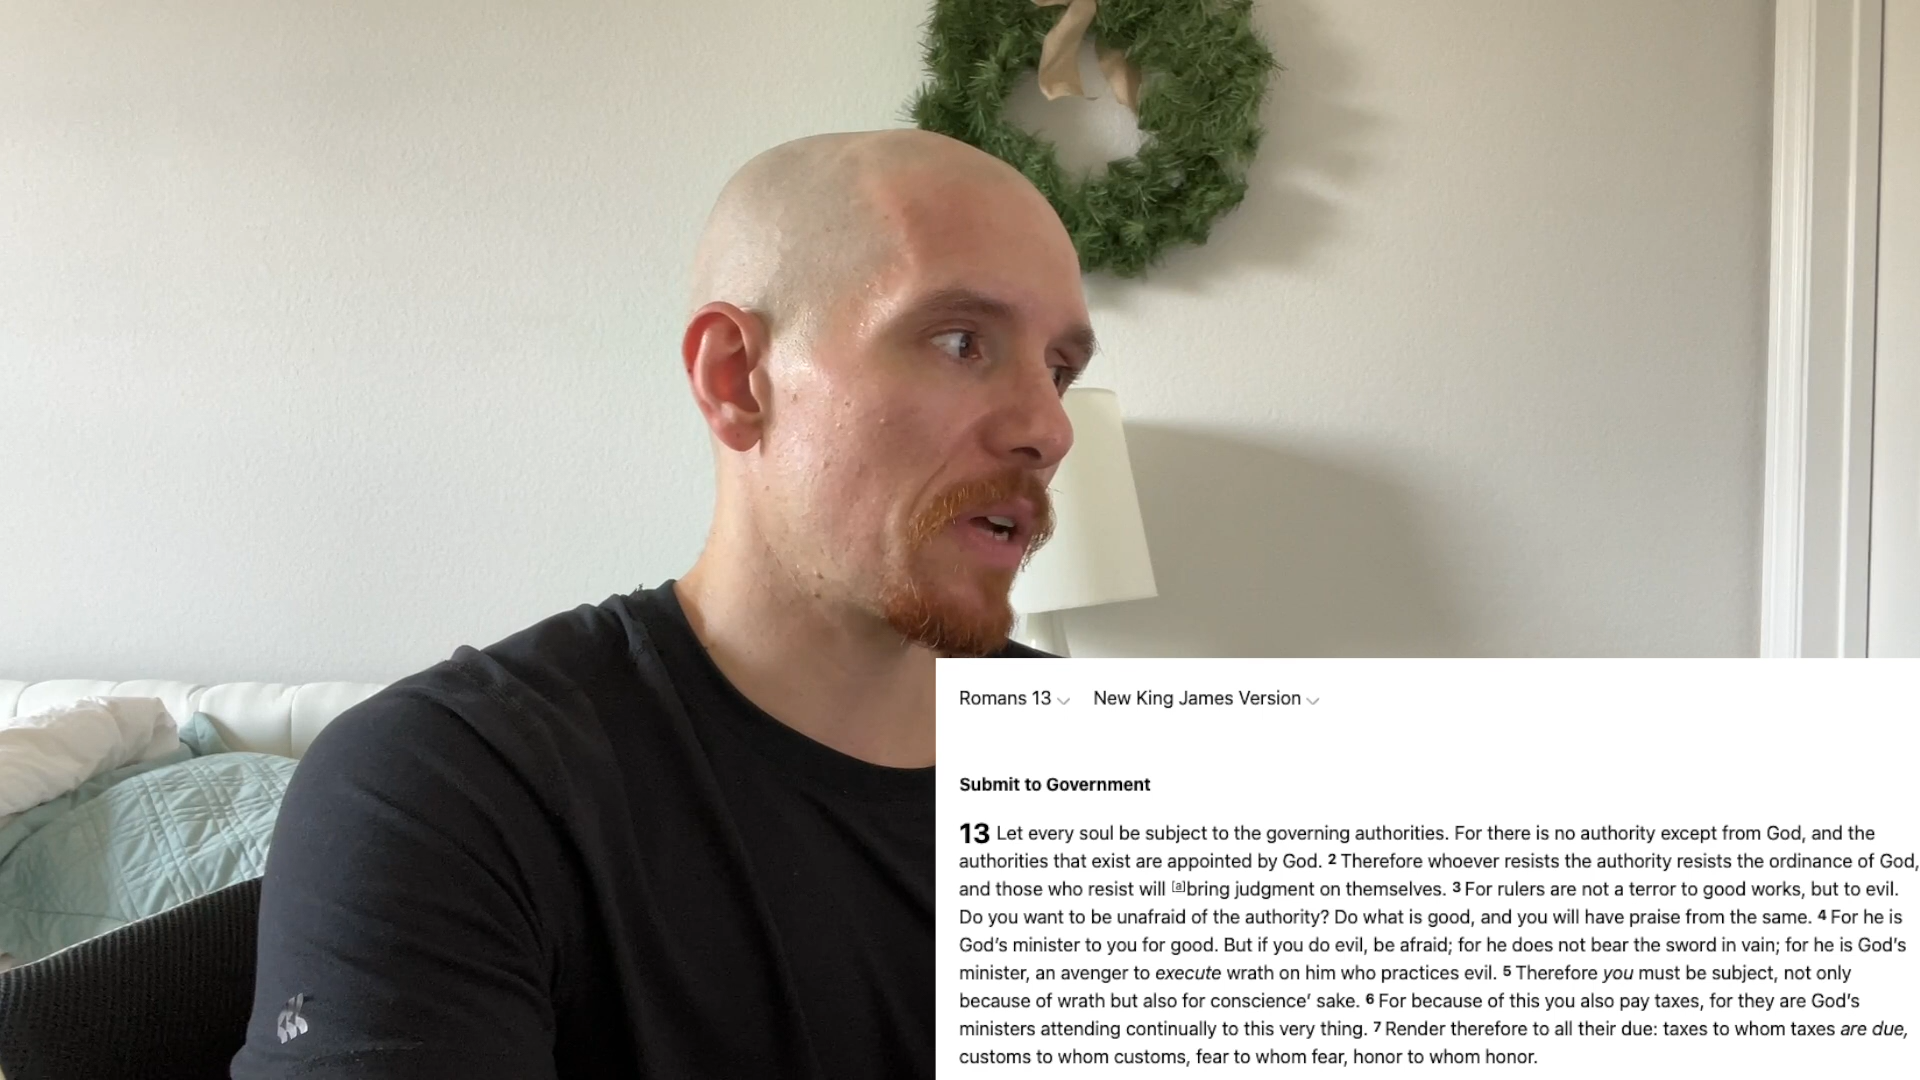 Romans 13 New King James Version
Submit to Government
13 Let every soul be subject to the governing authorities. For there is no authority except from God, and the
authorities that exist are appointed by God. 2 Therefore whoever resists the authority resists the ordinance of God,
and those who resist will [a]bring judgment on themselves. 3 For rulers are not a terror to good works, but to evil.
Do you want to be unafraid of the authority? Do what is good, and you will have praise from the same. 4 For he is
God’s minister to you for good. But if you do evil, be afraid; for he does not bear the sword in vain; for he is God’s
minister, an avenger to execute wrath on him who practices evil. 5 Therefore you must be subject, not only
because of wrath but also for conscience’ sake. 6 For because of this you also pay taxes, for they are God’s
ministers attending continually to this very thing. 7 Render therefore to all their due: taxes to whom taxes are due,
customs to whom customs, fear to whom fear, honor to whom honor.